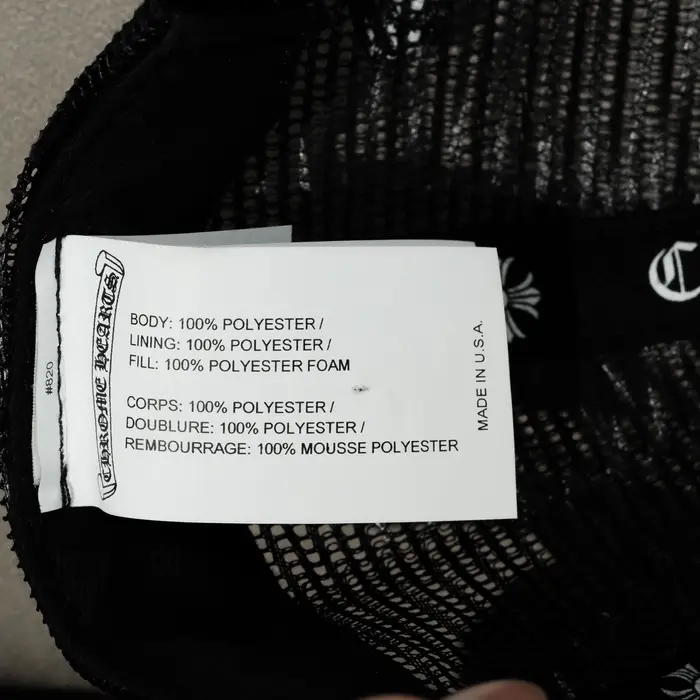 CHROME HEARTS
BODY: 100% POLYESTER /
LINING: 100% POLYESTER /
FILL: 100% POLYESTER FOAM
CORPS: 100% POLYESTER /
DOUBLURE: 100% POLYESTER /
REMBOURRAGE: 100% MOUSSE POLYESTER
MADE IN U.S.A.
#820
C